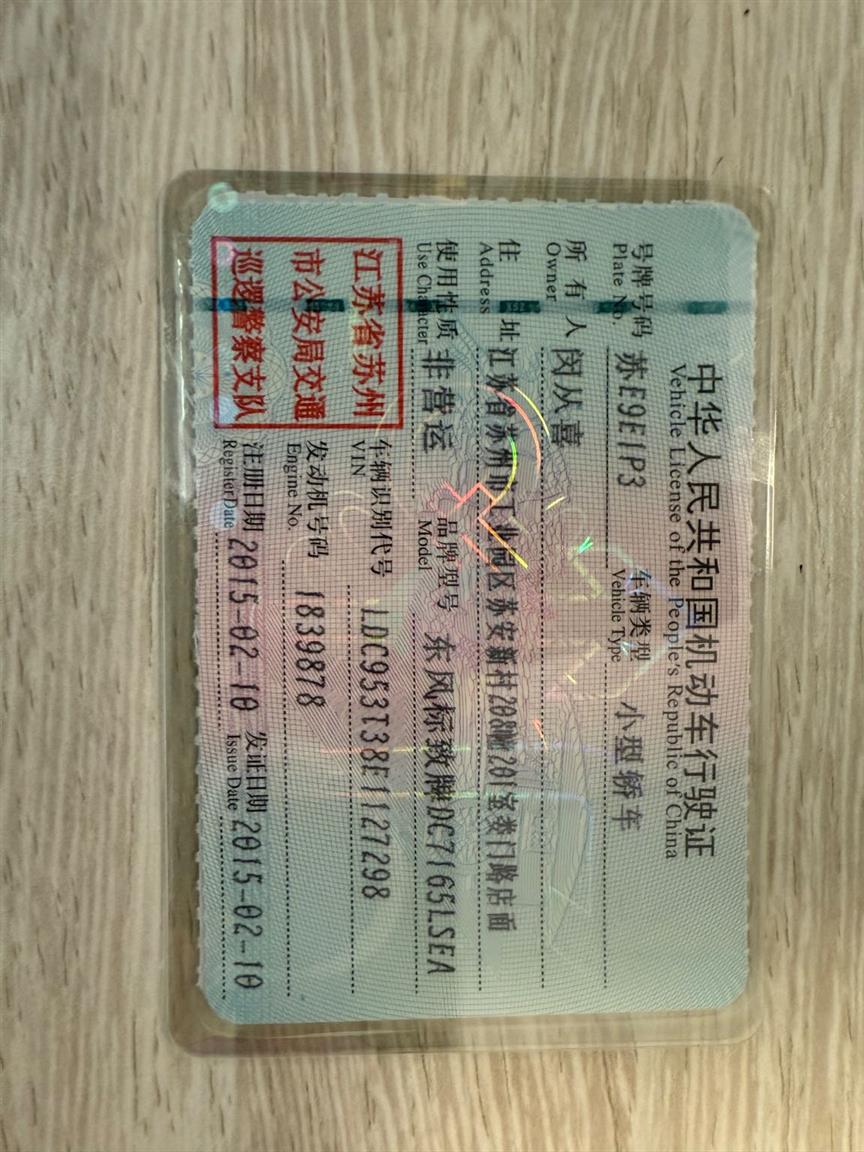 中华人民共和国机动车行驶证
Vehicle License of the People's Republic of China
号牌号码 苏E9E1P3 车辆类型 小型轿车
Plate No. Vehicle Type
所有人 闵从喜
Owner
住址 江苏省苏州市工业园区苏安新村208幢201室娄门路店面
Address
使用性质 非营运 品牌型号 东风标致牌DC7165LSEA
Use Character Model
江苏省苏州
市公安局交通
巡逻警察支队
车辆识别代号 LDC953T38E1127298
VIN
发动机号码 1839878
Engine No.
注册日期 2015-02-10 发证日期 2015-02-10
Register Date Issue Date